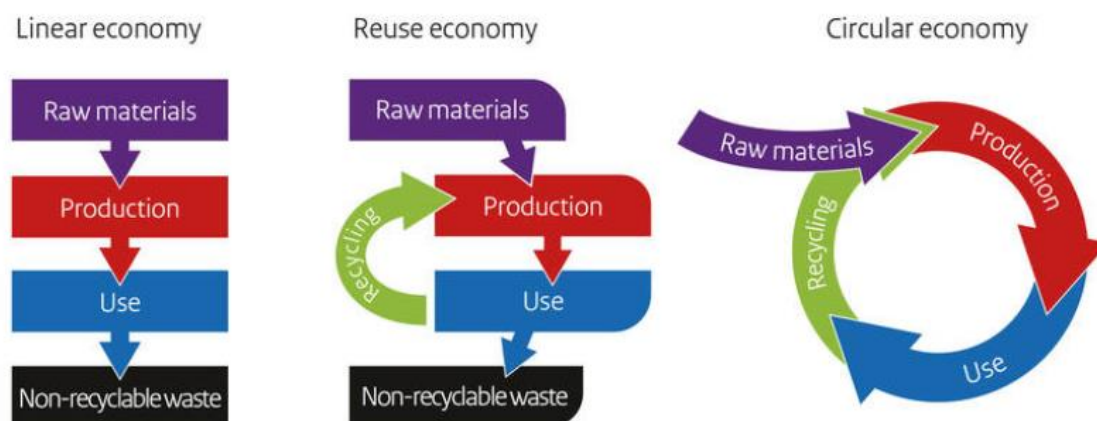 Linear economy
Raw materials
Production
Use
Non-recyclable waste
Reuse economy
Raw materials
Production
Recycling
Use
Non-recyclable waste
Circular economy
Raw materials
Production
Use
Recycling